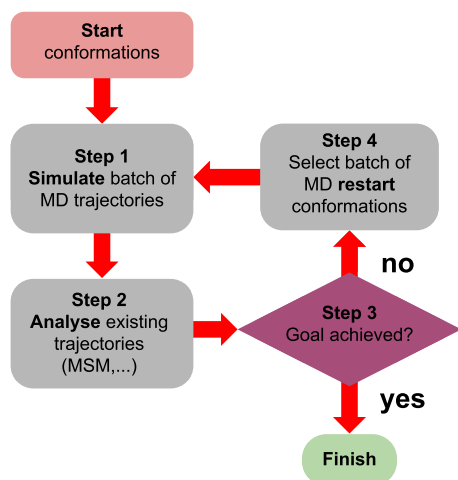 Start
conformations
Step 1
Simulate batch of
MD trajectories
Step 2
Analyse existing
trajectories
(MSM,...)
Step 3
Goal achieved?
no
Step 4
Select batch of
MD restart
conformations
yes
Finish